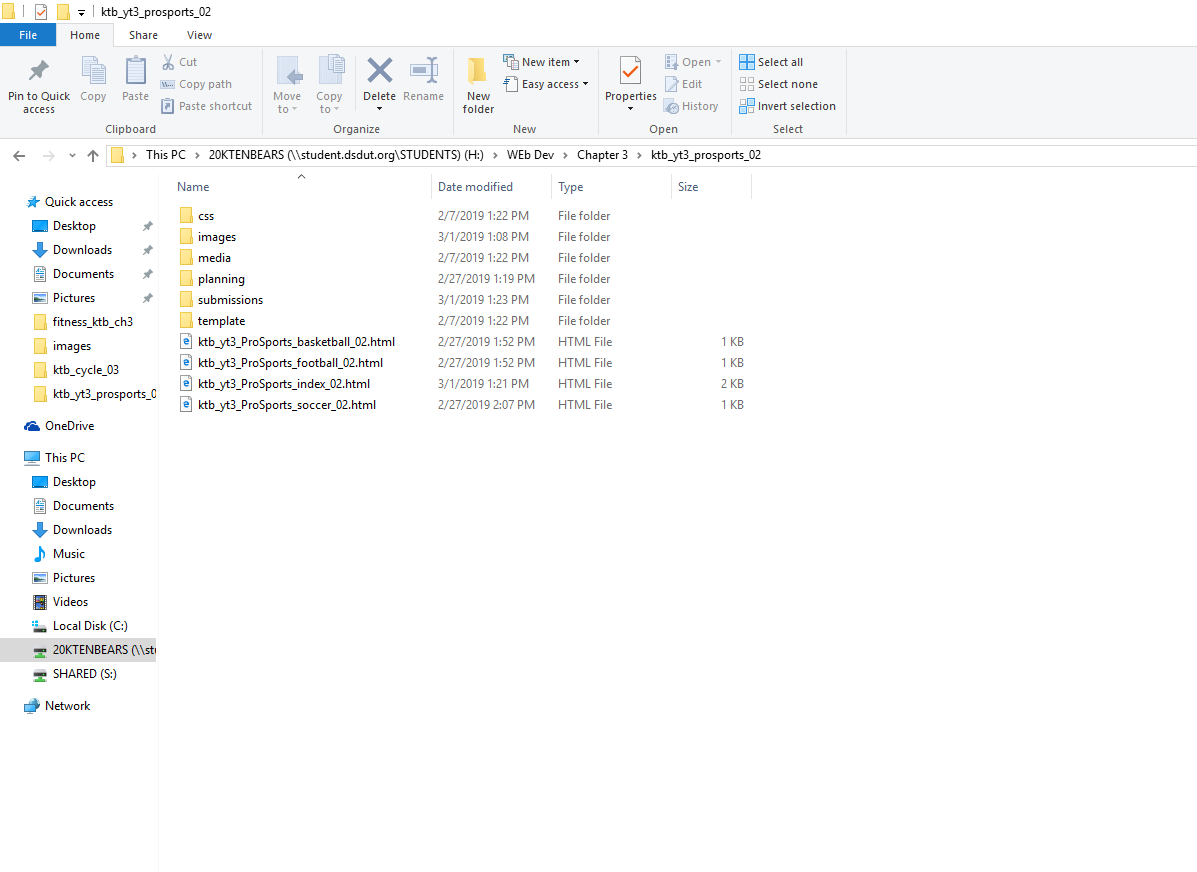 ktb_yt3_prosports_02
File Home Share View
Pin to Quick access
Copy
Paste
Cut
Copy path
Paste shortcut
Clipboard
Move to
Copy to
Delete
Rename
Organize
New folder
New item
Easy access
New
Properties
Open
Edit
History
Open
Select all
Select none
Invert selection
Select
This PC > 20KTENBEARS (\\student.dsdut.org\STUDENTS) (H:) > WEb Dev > Chapter 3 > ktb_yt3_prosports_02
Quick access
Desktop
Downloads
Documents
Pictures
fitness_ktb_ch3
images
ktb_cycle_03
ktb_yt3_prosports_0
OneDrive
This PC
Desktop
Documents
Downloads
Music
Pictures
Videos
Local Disk (C:)
20KTENBEARS (\\stu
SHARED (S:)
Network
Name Date modified Type Size
css 2/7/2019 1:22 PM File folder
images 3/1/2019 1:08 PM File folder
media 2/7/2019 1:22 PM File folder
planning 2/27/2019 1:19 PM File folder
submissions 3/1/2019 1:23 PM File folder
template 2/7/2019 1:22 PM File folder
ktb_yt3_ProSports_basketball_02.html 2/27/2019 1:52 PM HTML File 1 KB
ktb_yt3_ProSports_football_02.html 2/27/2019 1:52 PM HTML File 1 KB
ktb_yt3_ProSports_index_02.html 3/1/2019 1:21 PM HTML File 2 KB
ktb_yt3_ProSports_soccer_02.html 2/27/2019 2:07 PM HTML File 1 KB